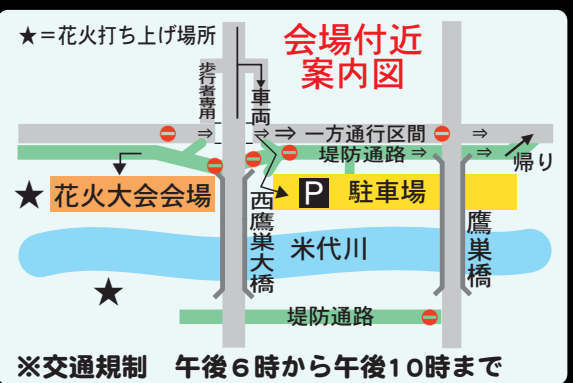 ★＝花火打ち上げ場所
会場付近
案内図
歩行者専用
車両
⇒ ⇒ ⇒ 一方通行区間 ⇒
堤防通路⇒ ⇒
帰り
★ 花火大会会場
P 駐車場
西鷹巣大橋
米代川
鷹巣橋
★
堤防通路
※交通規制 午後６時から午後10時まで